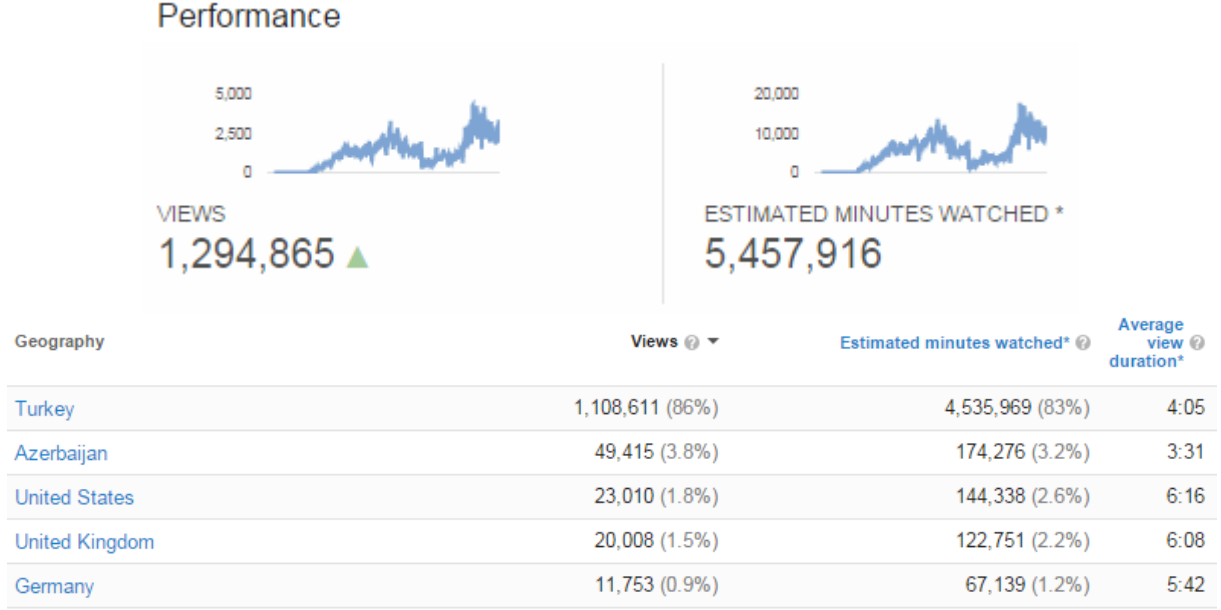 Performance
5,000
2,500
0
20,000
10,000
0
VIEWS
1,294,865
ESTIMATED MINUTES WATCHED *
5,457,916
Geography Views Estimated minutes watched* Average view duration*
Turkey 1,108,611 (86%) 4,535,969 (83%) 4:05
Azerbaijan 49,415 (3.8%) 174,276 (3.2%) 3:31
United States 23,010 (1.8%) 144,338 (2.6%) 6:16
United Kingdom 20,008 (1.5%) 122,751 (2.2%) 6:08
Germany 11,753 (0.9%) 67,139 (1.2%) 5:42